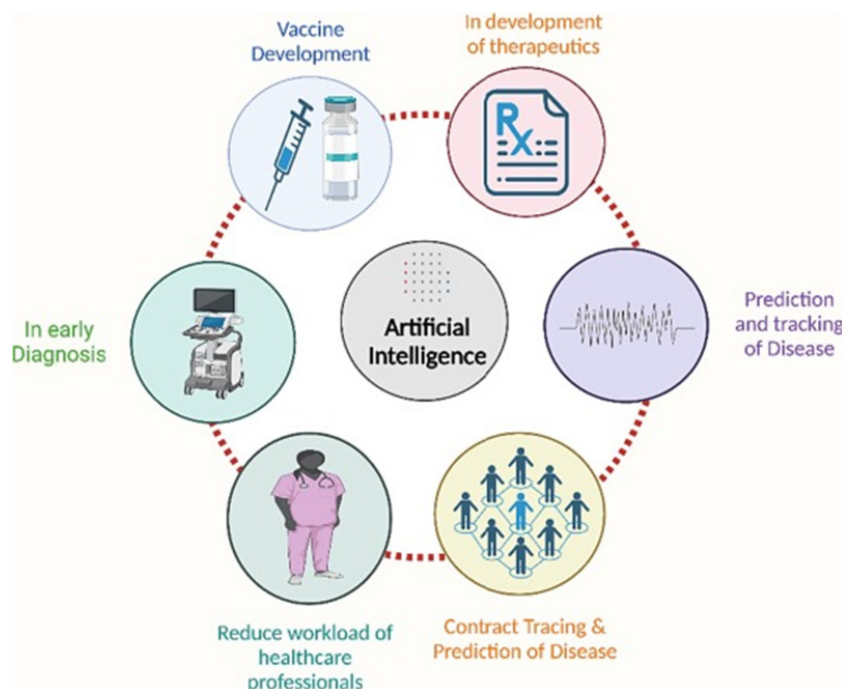 Vaccine
Development
In development
of therapeutics
Rx
Artificial
Intelligence
In early
Diagnosis
Prediction
and tracking
of Disease
Reduce workload of
healthcare
professionals
Contract Tracing &
Prediction of Disease